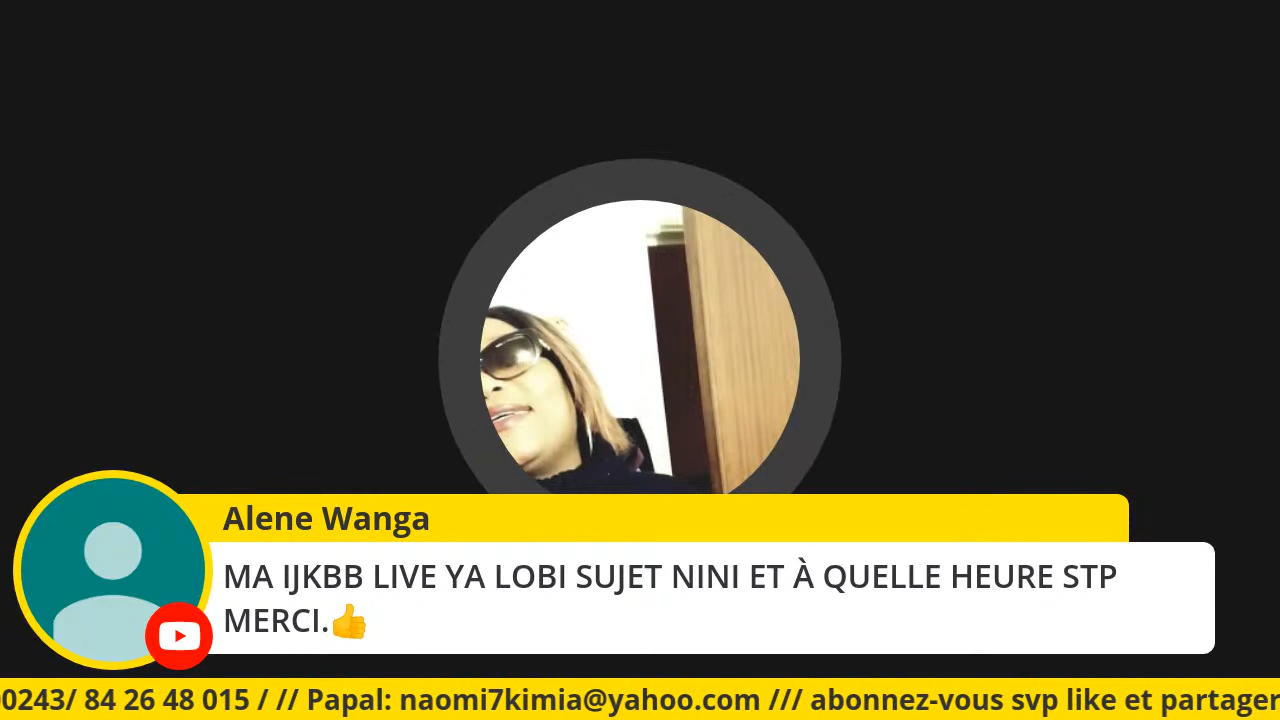 Alene Wanga
MA IJKBB LIVE YA LOBI SUJET NINI ET À QUELLE HEURE STP
MERCI.👍
00243/ 84 26 48 015 / // Papal: naomi7kimia@yahoo.com /// abonnez-vous svp like et partager